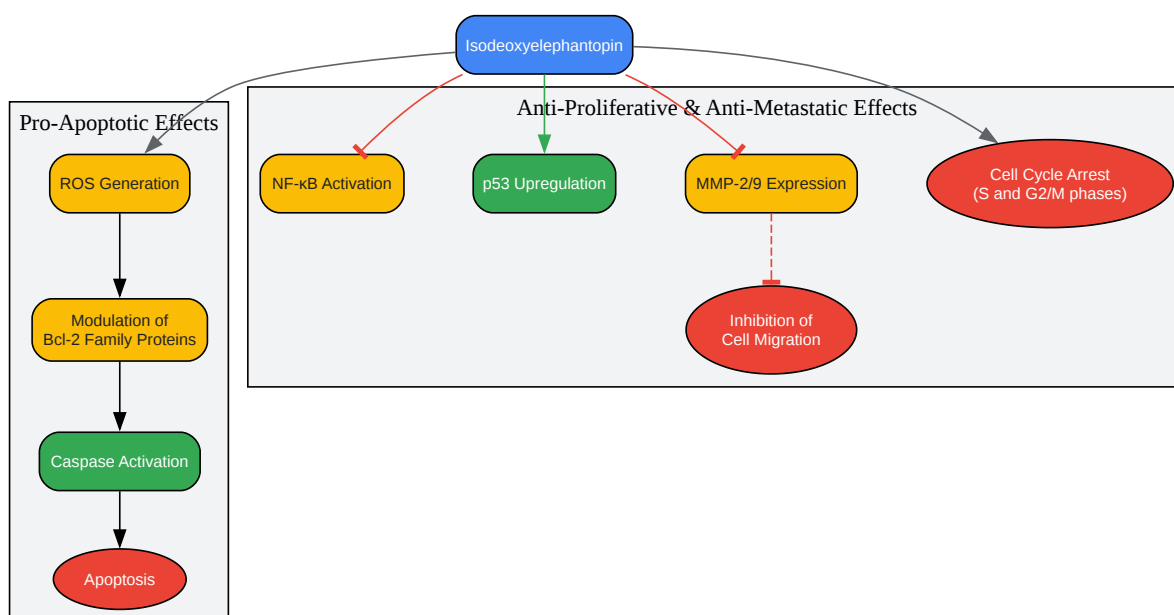 Isodeoxyelephantopin
Pro-Apoptotic Effects
Anti-Proliferative & Anti-Metastatic Effects
ROS Generation
NF-κB Activation
p53 Upregulation
MMP-2/9 Expression
Cell Cycle Arrest
(S and G2/M phases)
Modulation of
Bcl-2 Family Proteins
Inhibition of
Cell Migration
Caspase Activation
Apoptosis